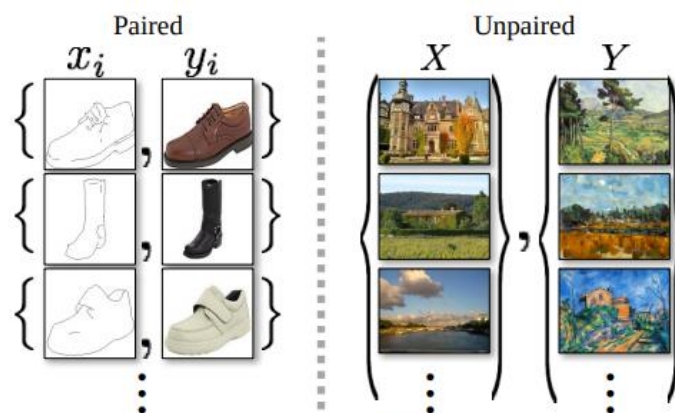 Paired
Unpaired
x_i
y_i
X
Y
{ , }
{ , }
{ , }
⋮
{ ⋮ } , { ⋮ }